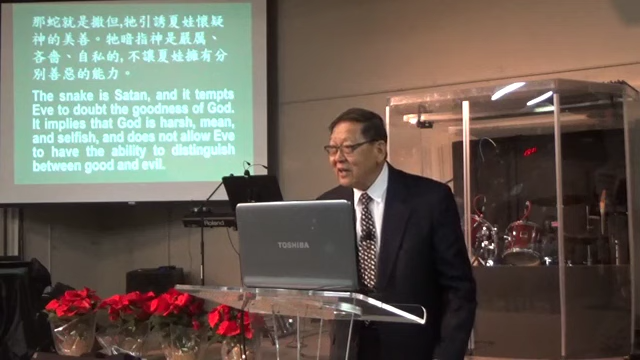 那蛇就是撒但,牠引誘夏娃懷疑
神的美善。牠暗指神是嚴厲、
吝嗇、自私的,不讓夏娃擁有分
別善惡的能力。
The snake is Satan, and it tempts
Eve to doubt the goodness of God.
It implies that God is harsh, mean,
and selfish, and does not allow Eve
to have the ability to distinguish
between good and evil.
Roland
TOSHIBA